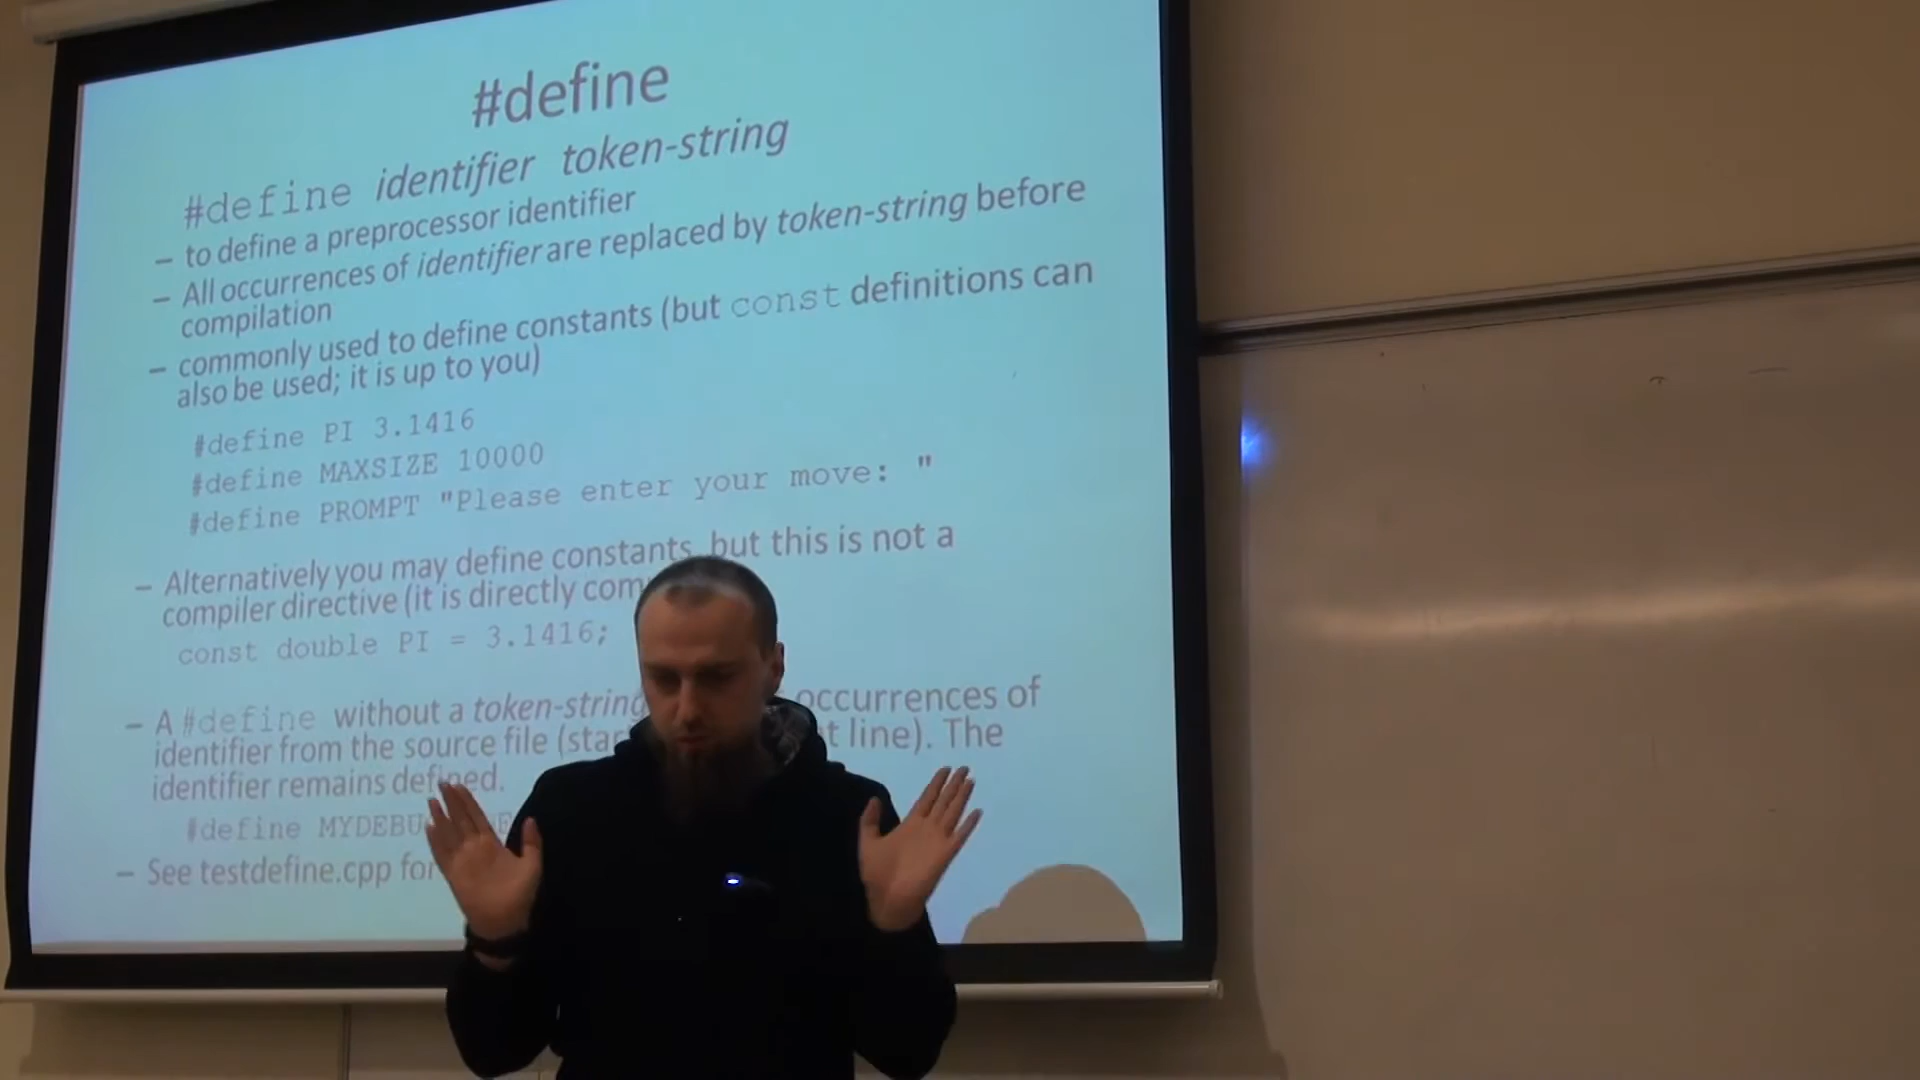 #define
#define identifier token-string
– to define a preprocessor identifier
– All occurrences of identifier are replaced by token-string before
compilation
– commonly used to define constants (but const definitions can
also be used; it is up to you)
#define PI 3.1416
#define MAXSIZE 10000
#define PROMPT "Please enter your move: "
– Alternatively you may define constants, but this is not a
compiler directive (it is directly
const double PI = 3.1416;
– A #define without a token-string occurrences of
identifier from the source file line). The
identifier remains defined.
#define
– See testdefine.cpp for